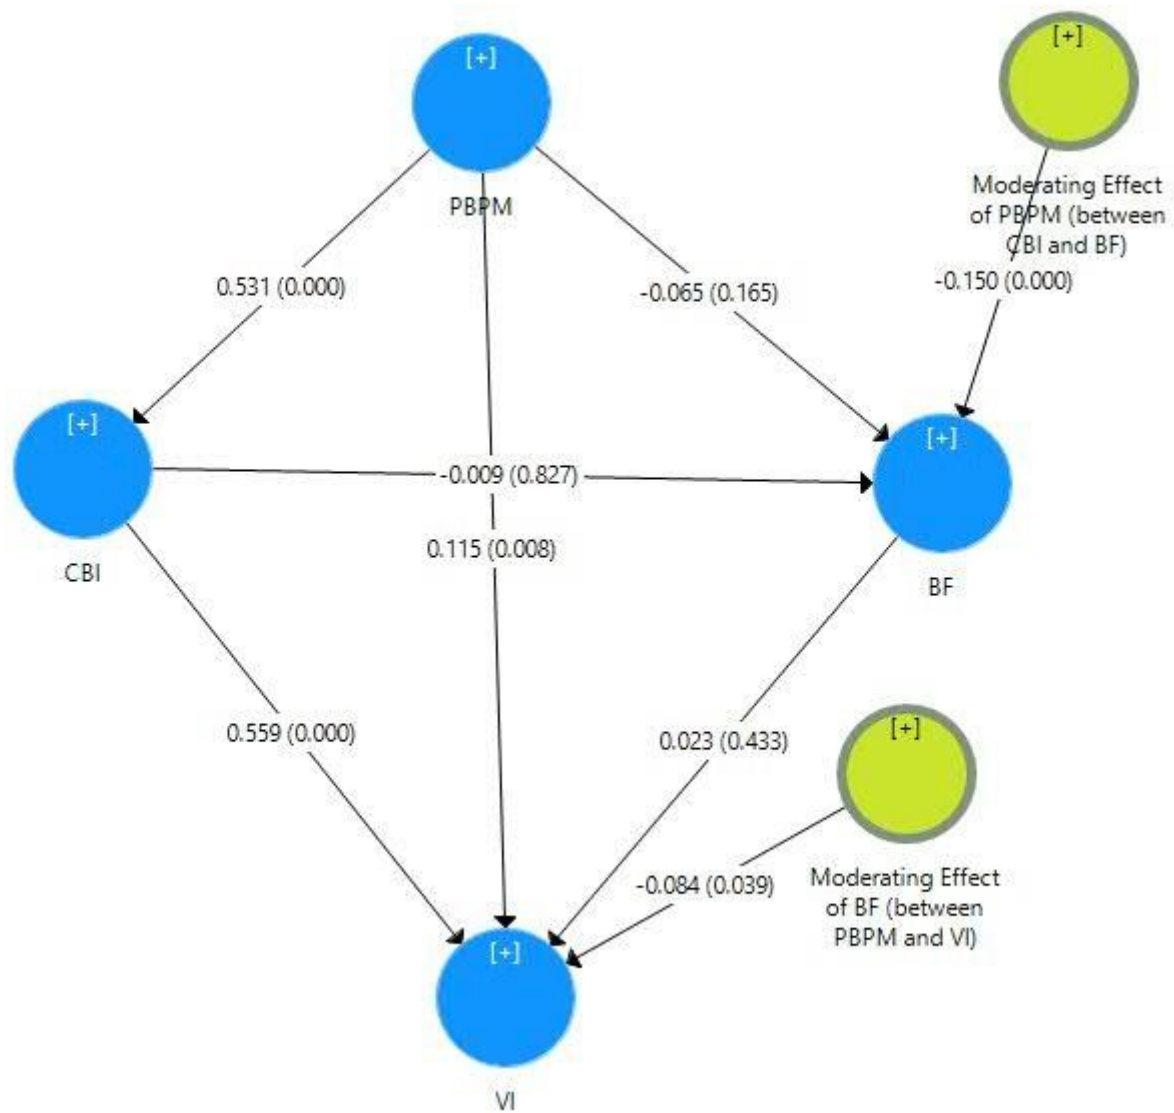 [+]
PBPM
[+]
Moderating Effect
of PBPM (between
CBI and BF)
0.531 (0.000)
-0.065 (0.165)
-0.150 (0.000)
[+]
CBI
-0.009 (0.827)
[+]
BF
0.115 (0.008)
0.559 (0.000)
0.023 (0.433)
[+]
Moderating Effect
of BF (between
PBPM and VI)
-0.084 (0.039)
[+]
VI